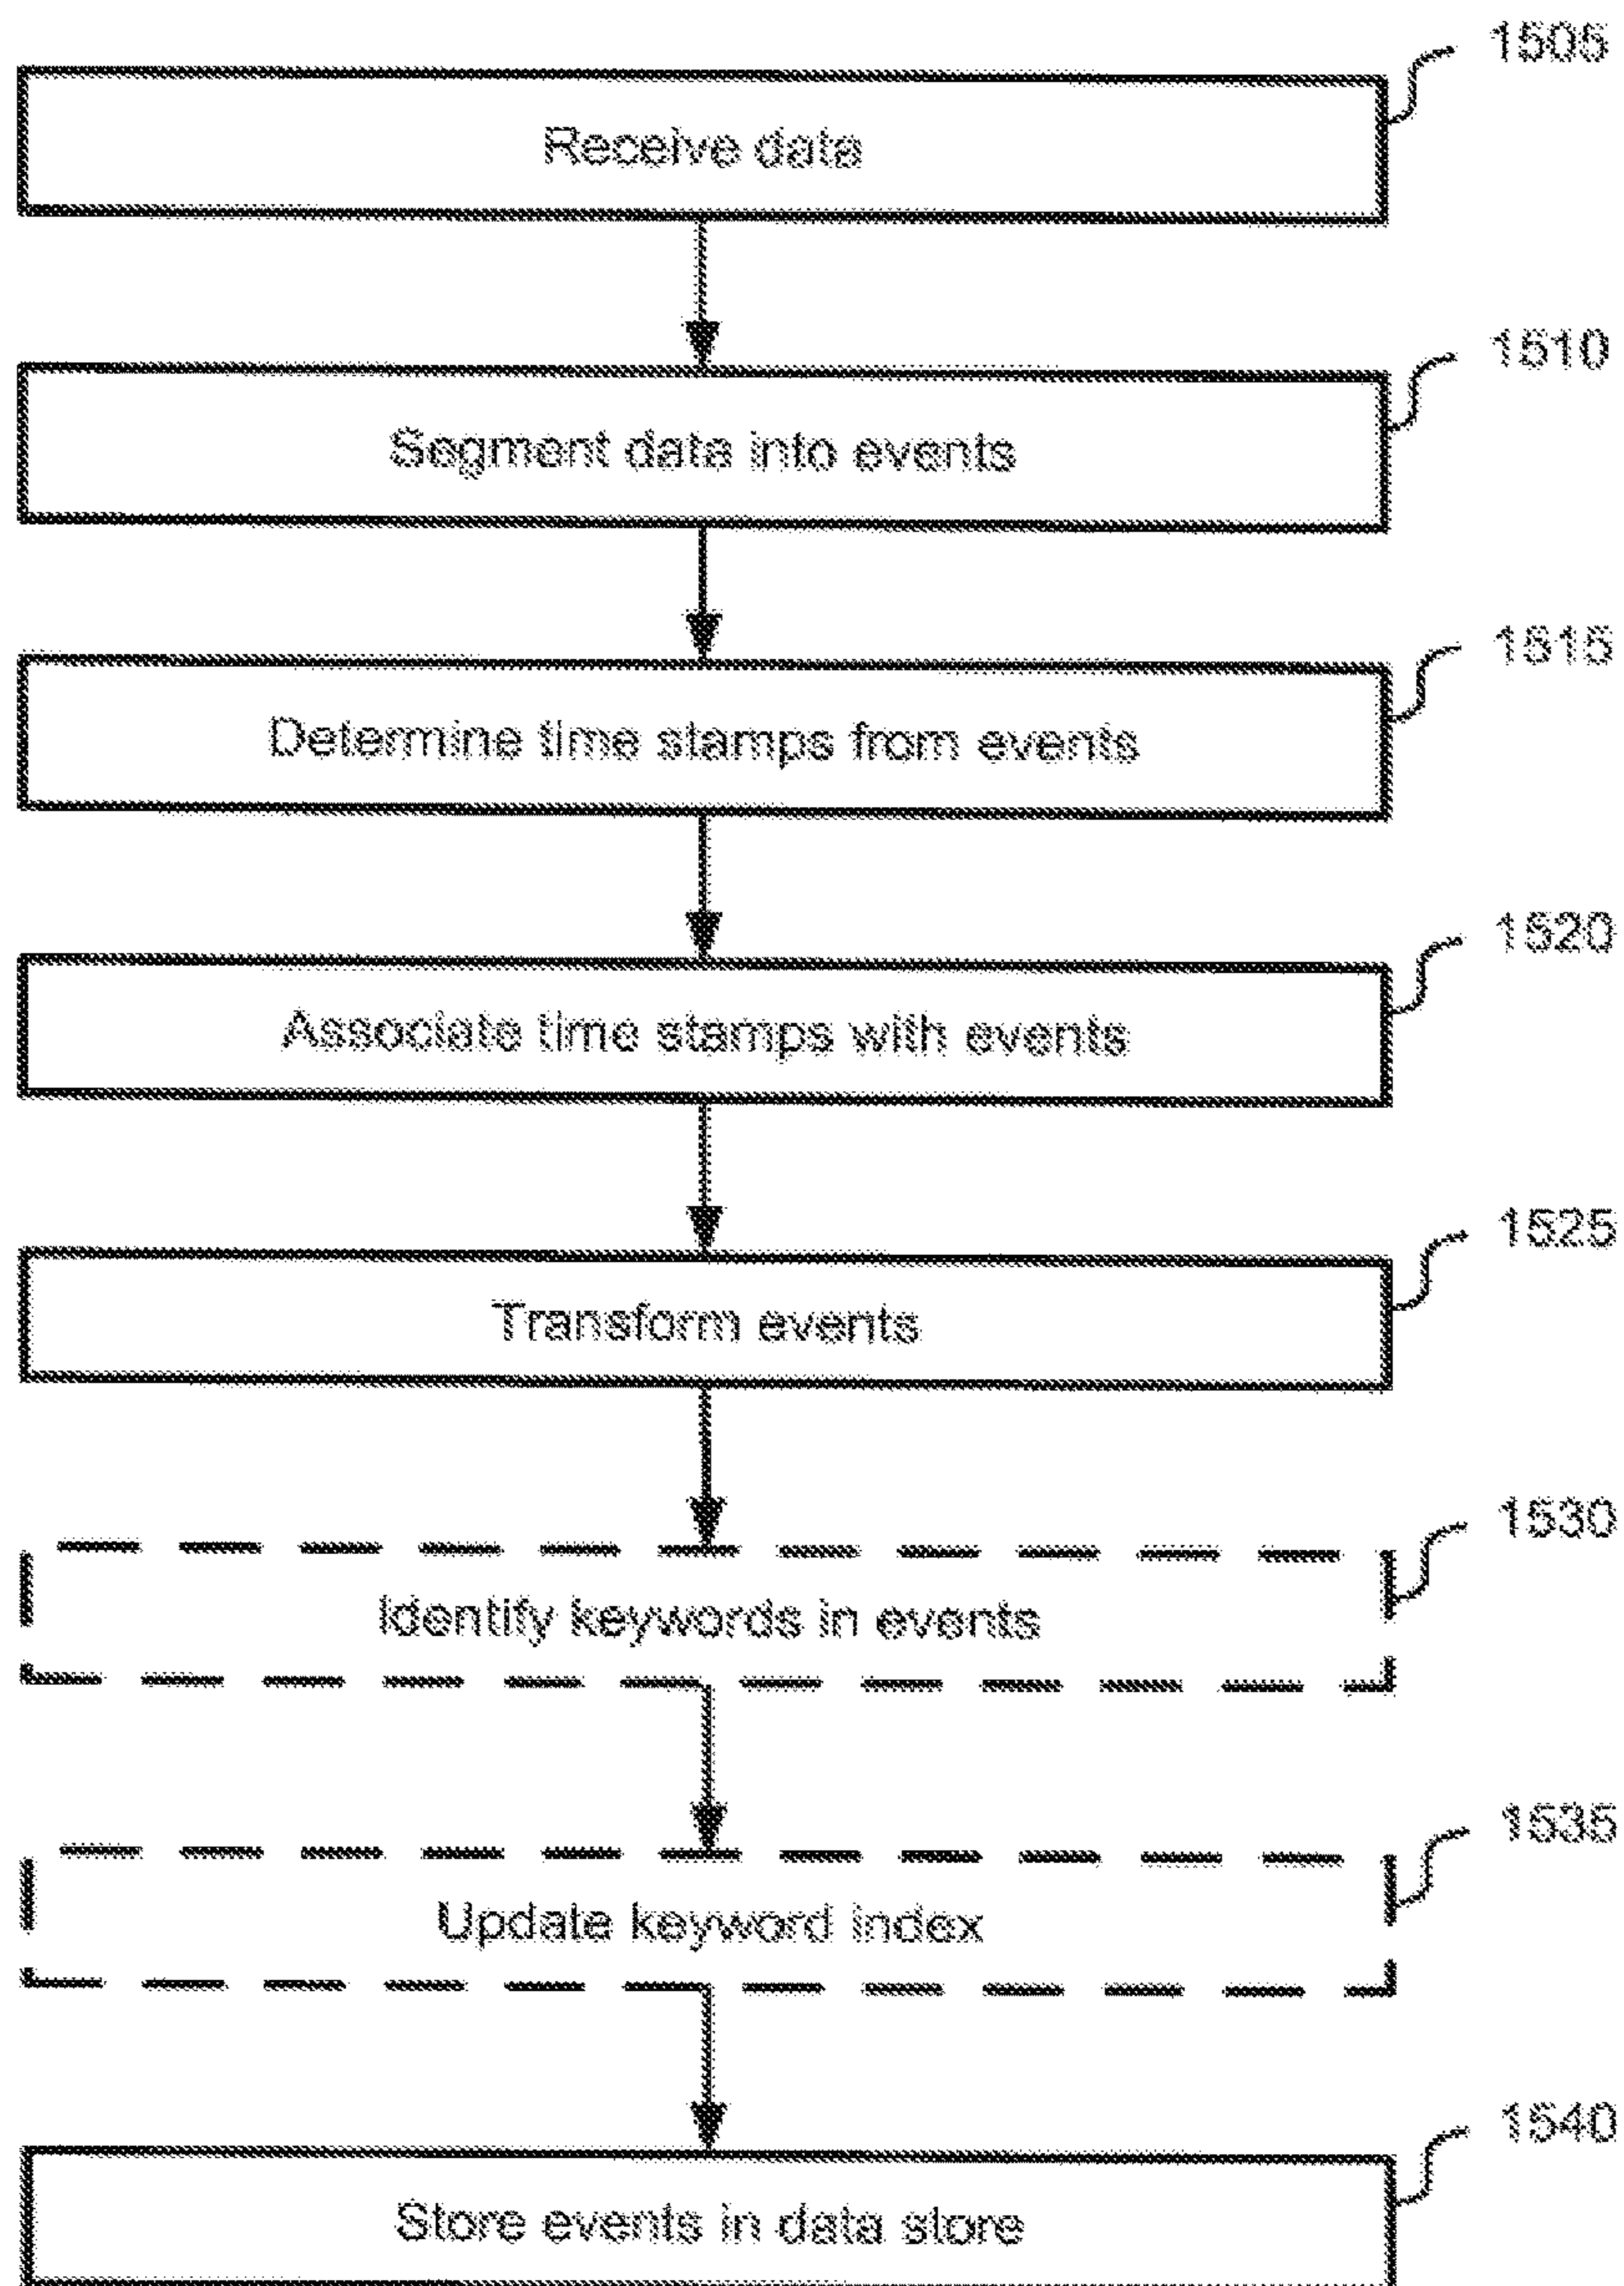 1505
Receive data
1510
Segment data into events
1515
Determine time stamps from events
1520
Associate time stamps with events
1525
Transform events
1530
Identify keywords in events
1535
Update keyword index
1540
Store events in data store